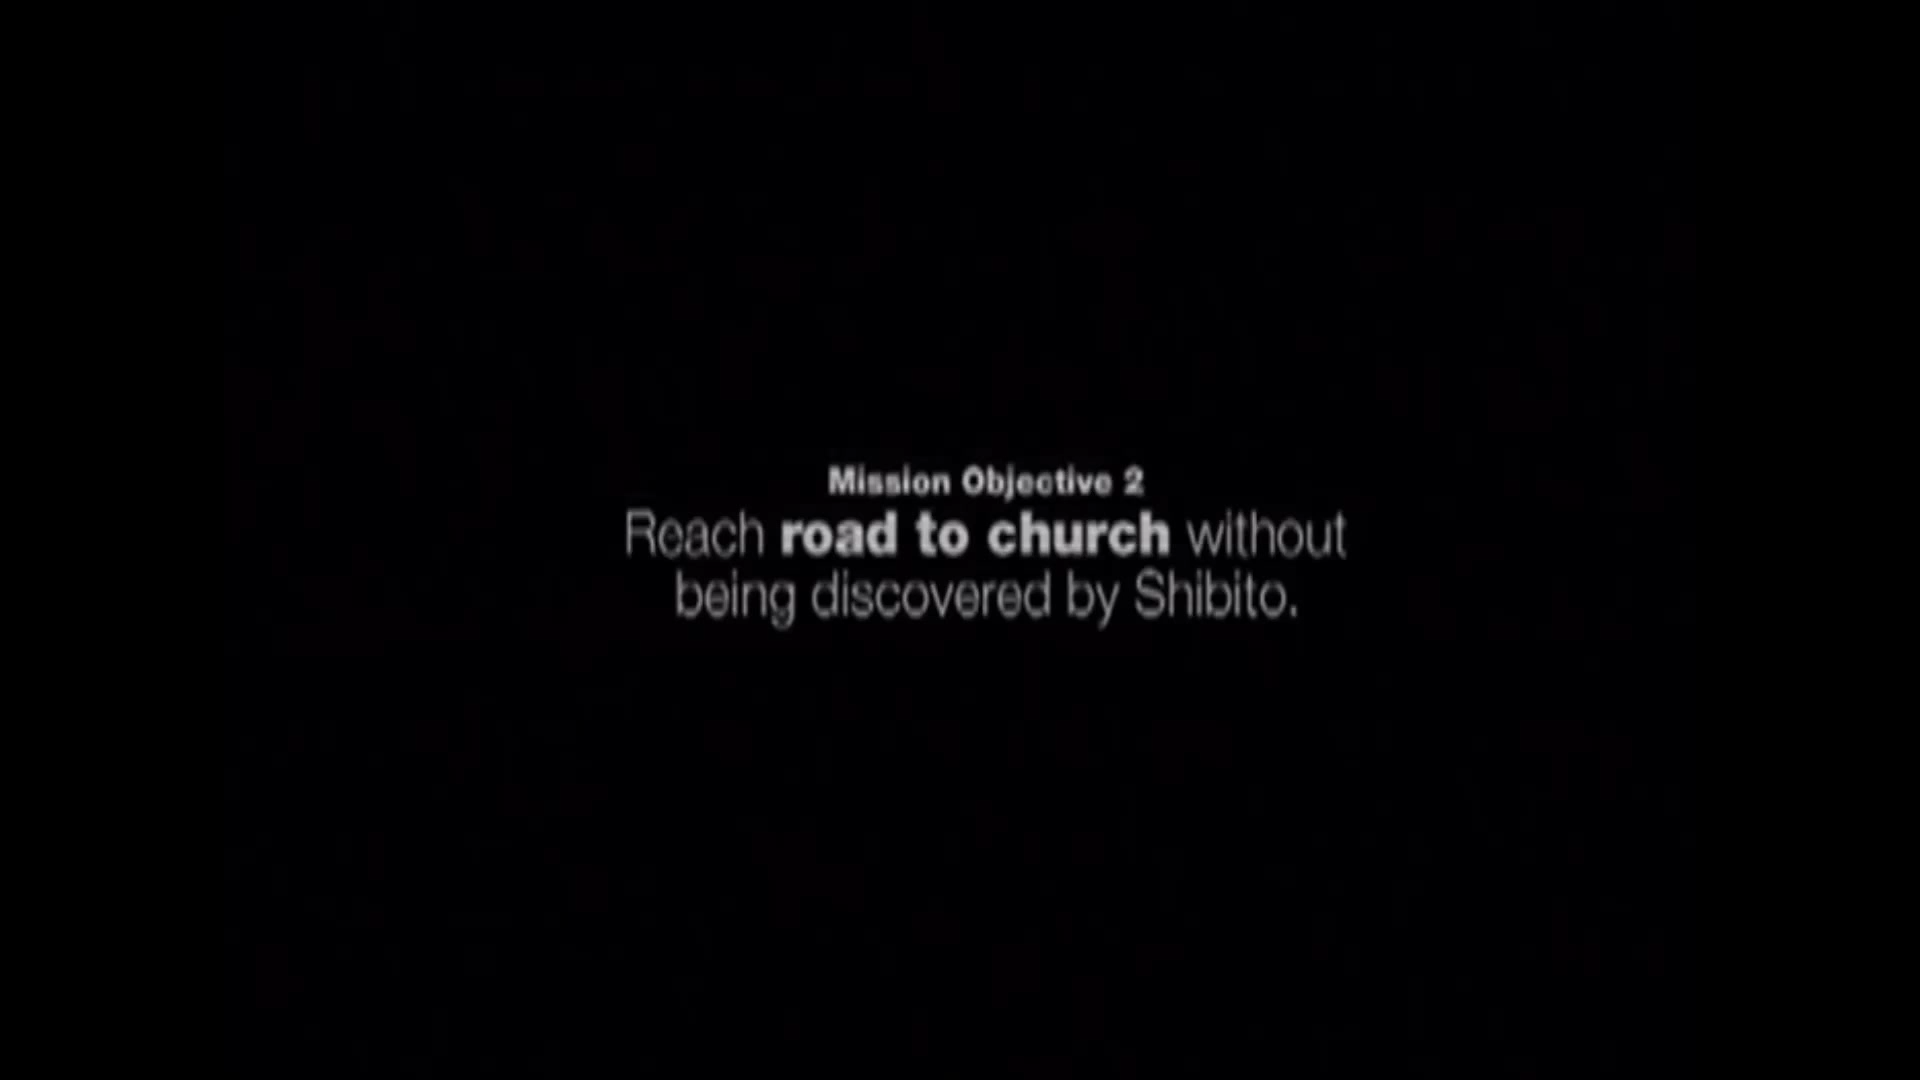 Mission Objective 2
Reach road to church without
being discovered by Shibito.